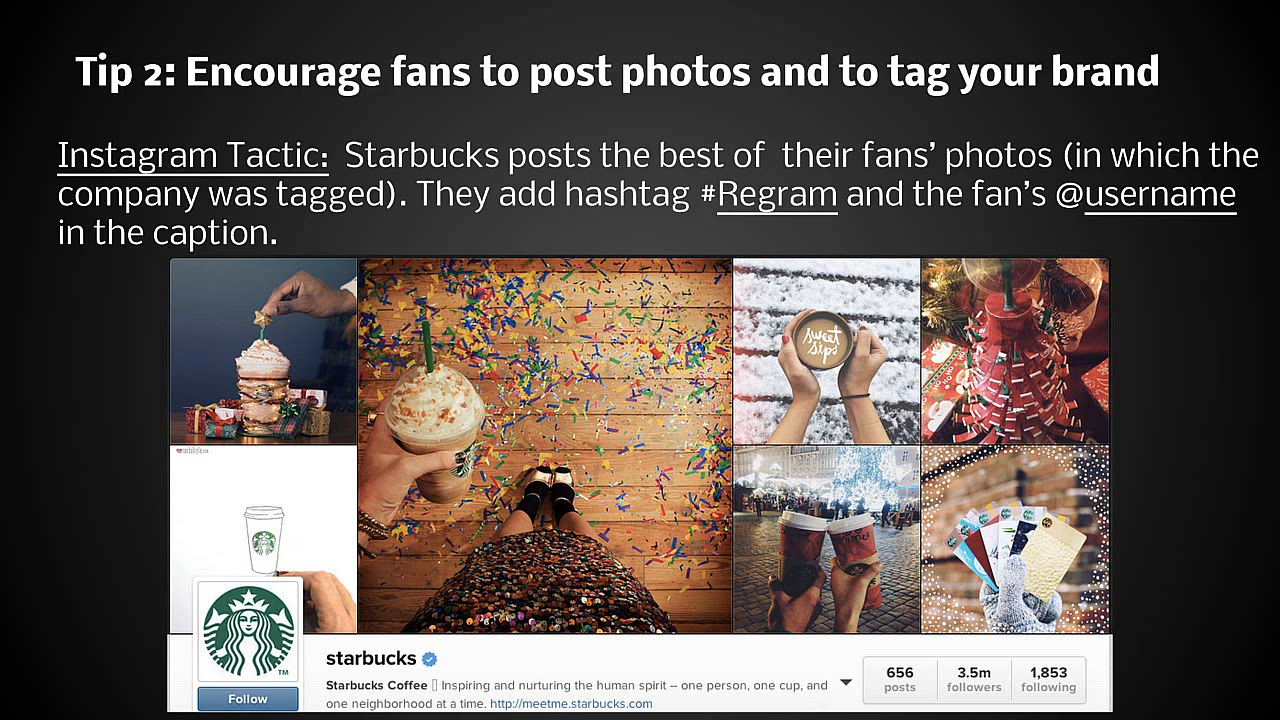 Tip 2: Encourage fans to post photos and to tag your brand
Instagram Tactic: Starbucks posts the best of their fans’ photos (in which the
company was tagged). They add hashtag #Regram and the fan’s @username
in the caption.
sweet
sips
starbucks
Starbucks Coffee ▯ Inspiring and nurturing the human spirit -- one person, one cup, and
one neighborhood at a time. http://meetme.starbucks.com
TM
Follow
656
posts
3.5m
followers
1,853
following